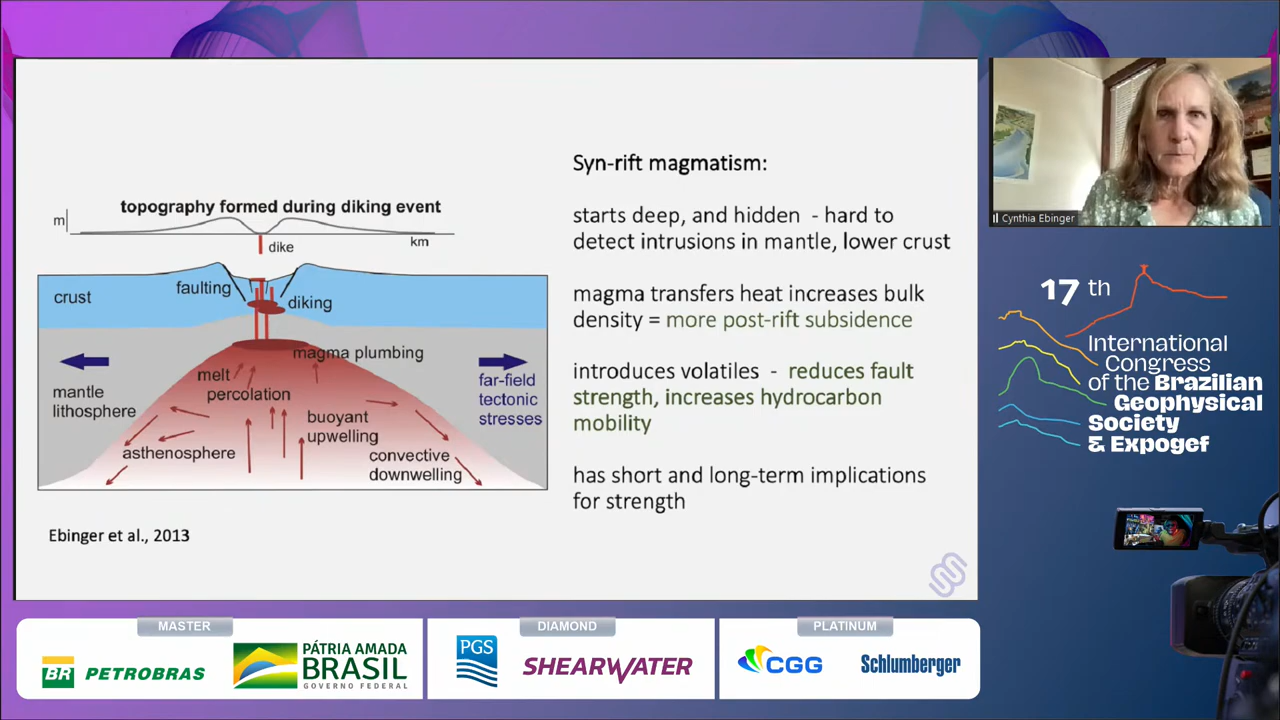 topography formed during diking event
m
km
dike
crust
faulting
diking
magma plumbing
melt
percolation
mantle
lithosphere
far-field
tectonic
stresses
buoyant
upwelling
asthenosphere
convective
downwelling
Ebinger et al., 2013
Syn-rift magmatism:
starts deep, and hidden - hard to
detect intrusions in mantle, lower crust
magma transfers heat increases bulk
density = more post-rift subsidence
introduces volatiles - reduces fault
strength, increases hydrocarbon
mobility
has short and long-term implications
for strength
Cynthia Ebinger
17 th
International
Congress
of the Brazilian
Geophysical
Society
& Expogef
MASTER
BR PETROBRAS
PÁTRIA AMADA
BRASIL
GOVERNO FEDERAL
DIAMOND
PGS
SHEARWATER
PLATINUM
CGG
Schlumberger